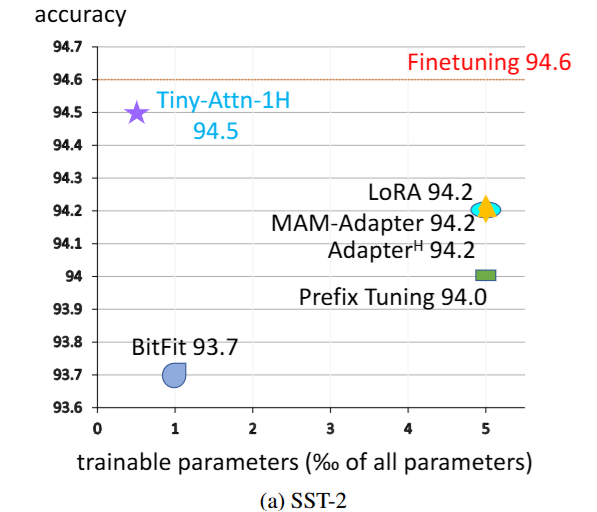 accuracy
94.7
Finetuning 94.6
94.6
Tiny-Attn-1H
94.5
94.5
94.4
94.3
LoRA 94.2
94.2
MAM-Adapter 94.2
94.1
Adapterᴴ 94.2
94
Prefix Tuning 94.0
93.9
93.8
BitFit 93.7
93.7
93.6
0 1 2 3 4 5
trainable parameters (‰ of all parameters)
(a) SST-2